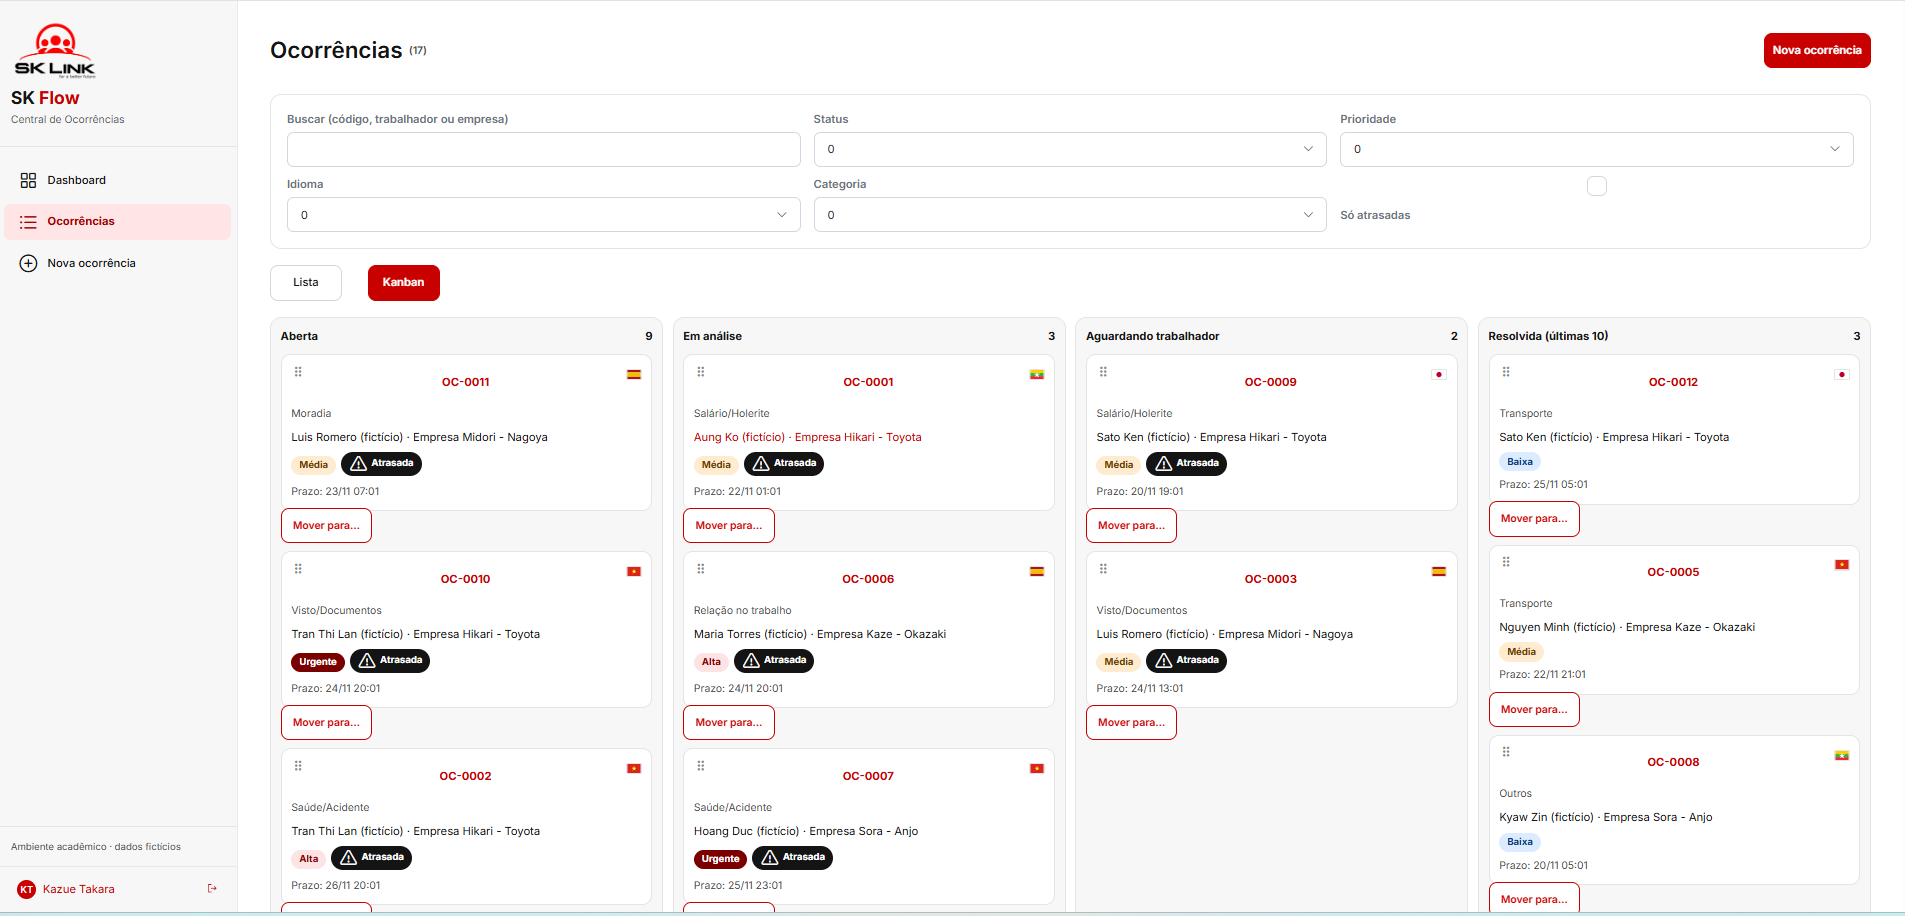 SK LINK
for a better future
SK Flow
Central de Ocorrências
Dashboard
Ocorrências
Nova ocorrência
Ambiente acadêmico · dados fictícios
KT Kazue Takara
Ocorrências (17)
Nova ocorrência
Buscar (código, trabalhador ou empresa)
Status
0
Prioridade
0
Idioma
0
Categoria
0
Só atrasadas
Lista
Kanban
Aberta 9
OC-0011
Moradia
Luis Romero (fictício) · Empresa Midori - Nagoya
Média Atrasada
Prazo: 23/11 07:01
Mover para...
OC-0010
Visto/Documentos
Tran Thi Lan (fictício) · Empresa Hikari - Toyota
Urgente Atrasada
Prazo: 24/11 20:01
Mover para...
OC-0002
Saúde/Acidente
Tran Thi Lan (fictício) · Empresa Hikari - Toyota
Alta Atrasada
Prazo: 26/11 20:01
Em análise 3
OC-0001
Salário/Holerite
Aung Ko (fictício) · Empresa Hikari - Toyota
Média Atrasada
Prazo: 22/11 01:01
Mover para...
OC-0006
Relação no trabalho
Maria Torres (fictício) · Empresa Kaze - Okazaki
Alta Atrasada
Prazo: 24/11 20:01
Mover para...
OC-0007
Saúde/Acidente
Hoang Duc (fictício) · Empresa Sora - Anjo
Urgente Atrasada
Prazo: 25/11 23:01
Aguardando trabalhador 2
OC-0009
Salário/Holerite
Sato Ken (fictício) · Empresa Hikari - Toyota
Média Atrasada
Prazo: 20/11 19:01
Mover para...
OC-0003
Visto/Documentos
Luis Romero (fictício) · Empresa Midori - Nagoya
Média Atrasada
Prazo: 24/11 13:01
Mover para...
Resolvida (últimas 10) 3
OC-0012
Transporte
Sato Ken (fictício) · Empresa Hikari - Toyota
Baixa
Prazo: 25/11 05:01
Mover para...
OC-0005
Transporte
Nguyen Minh (fictício) · Empresa Kaze - Okazaki
Média
Prazo: 22/11 21:01
Mover para...
OC-0008
Outros
Kyaw Zin (fictício) · Empresa Sora - Anjo
Baixa
Prazo: 20/11 05:01
Mover para...